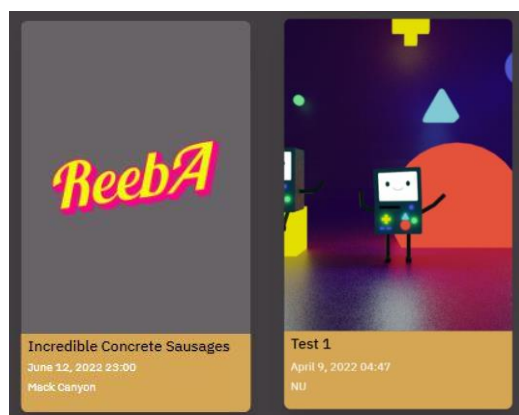 ReebA
Incredible Concrete Sausages
June 12, 2022 23:00
Mack Canyon
Test 1
April 9, 2022 04:47
NU